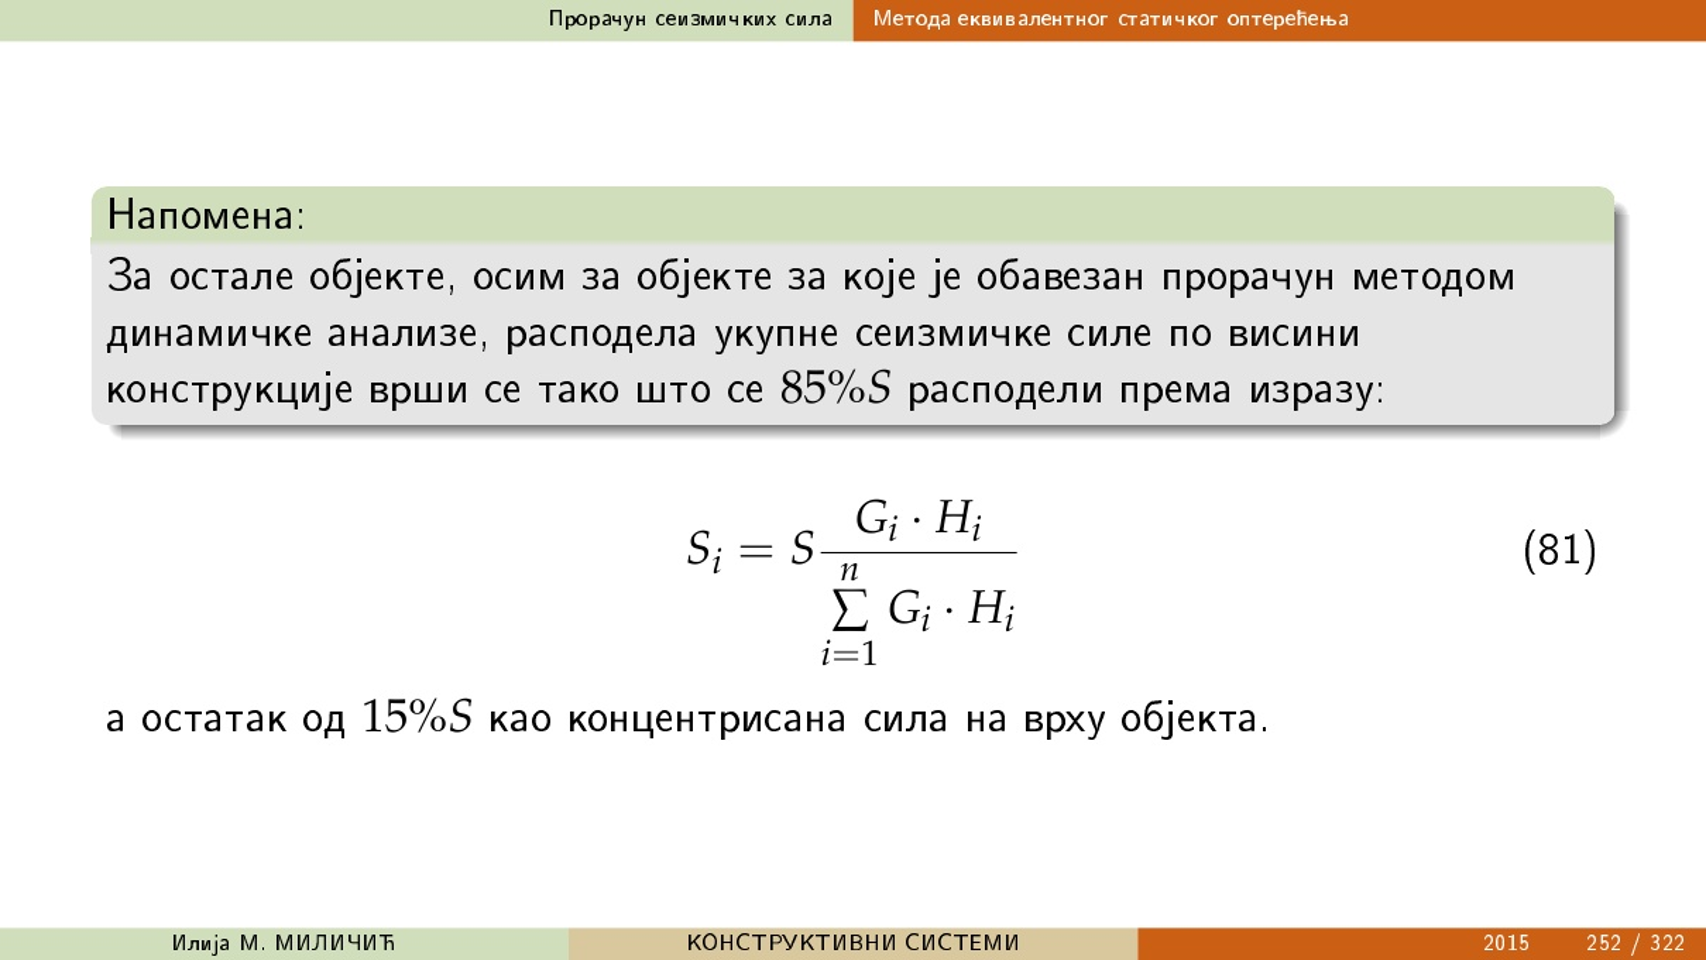 Прорачун сеизмичких сила Метода еквивалентног статичког оптерећења
Напомена:
За остале објекте, осим за објекте за које је обавезан прорачун методом
динамичке анализе, расподела укупне сеизмичке силе по висини
конструкције врши се тако што се 85%S расподели према изразу:
S_i = S \frac{G_i \cdot H_i}{\sum_{i=1}^{n} G_i \cdot H_i} (81)
а остатак од 15%S као концентрисана сила на врху објекта.
Илија М. МИЛИЧИЋ КОНСТРУКТИВНИ СИСТЕМИ 2015 252 / 322